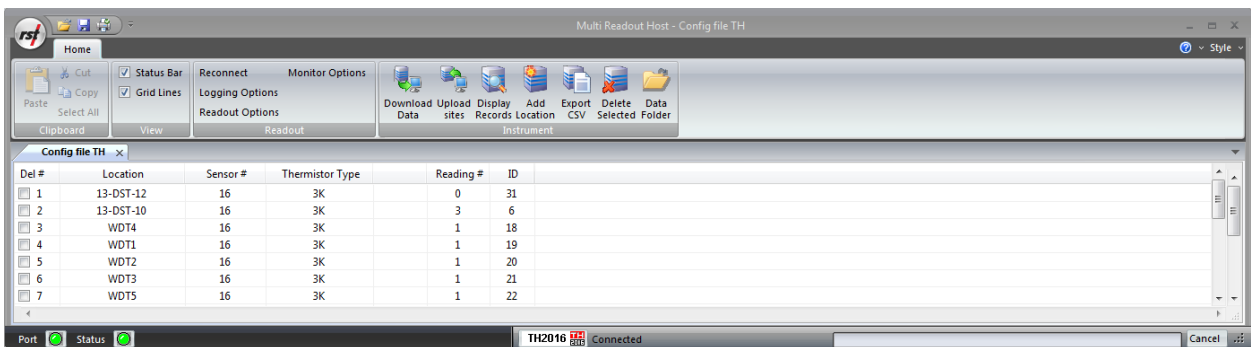 Multi Readout Host - Config file TH
rst
Home
Style
Paste
Cut
Copy
Select All
Clipboard
Status Bar
Grid Lines
View
Reconnect Monitor Options
Logging Options
Readout Options
Readout
Download Data
Upload sites
Display Records
Add Location
Export CSV
Delete Selected
Data Folder
Instrument
Config file TH
Del # Location Sensor # Thermistor Type Reading # ID
1 13-DST-12 16 3K 0 31
2 13-DST-10 16 3K 3 6
3 WDT4 16 3K 1 18
4 WDT1 16 3K 1 19
5 WDT2 16 3K 1 20
6 WDT3 16 3K 1 21
7 WDT5 16 3K 1 22
Port Status TH2016 TH 2016 Connected Cancel